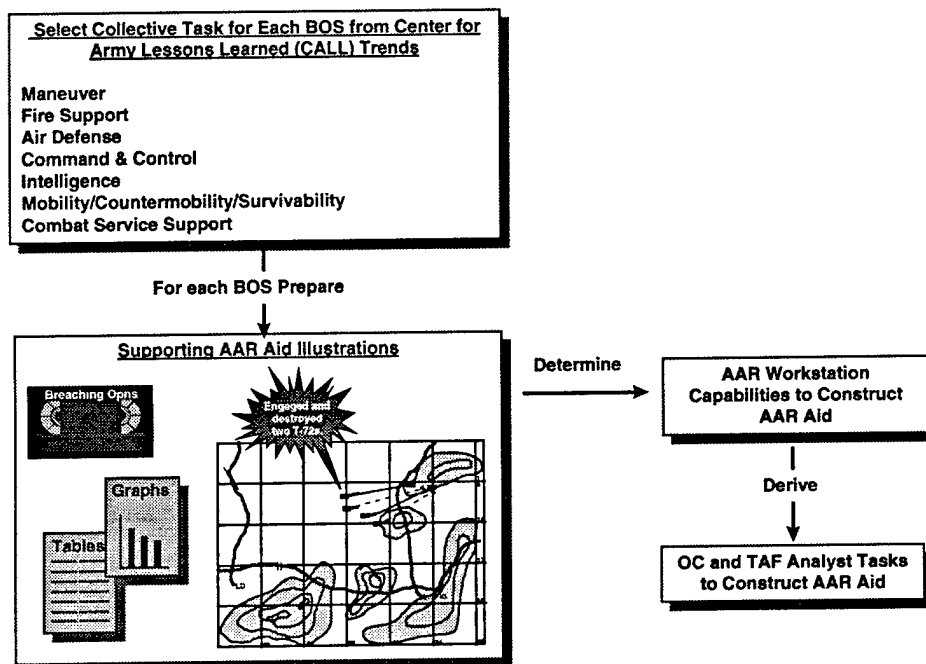 Select Collective Task for Each BOS from Center for
Army Lessons Learned (CALL) Trends
Maneuver
Fire Support
Air Defense
Command & Control
Intelligence
Mobility/Countermobility/Survivability
Combat Service Support
For each BOS Prepare
Supporting AAR Aid Illustrations
Breaching Opns
Engaged and
destroyed
two T-72s.
Graphs
Tables
Determine
AAR Workstation
Capabilities to Construct
AAR Aid
Derive
OC and TAF Analyst Tasks
to Construct AAR Aid